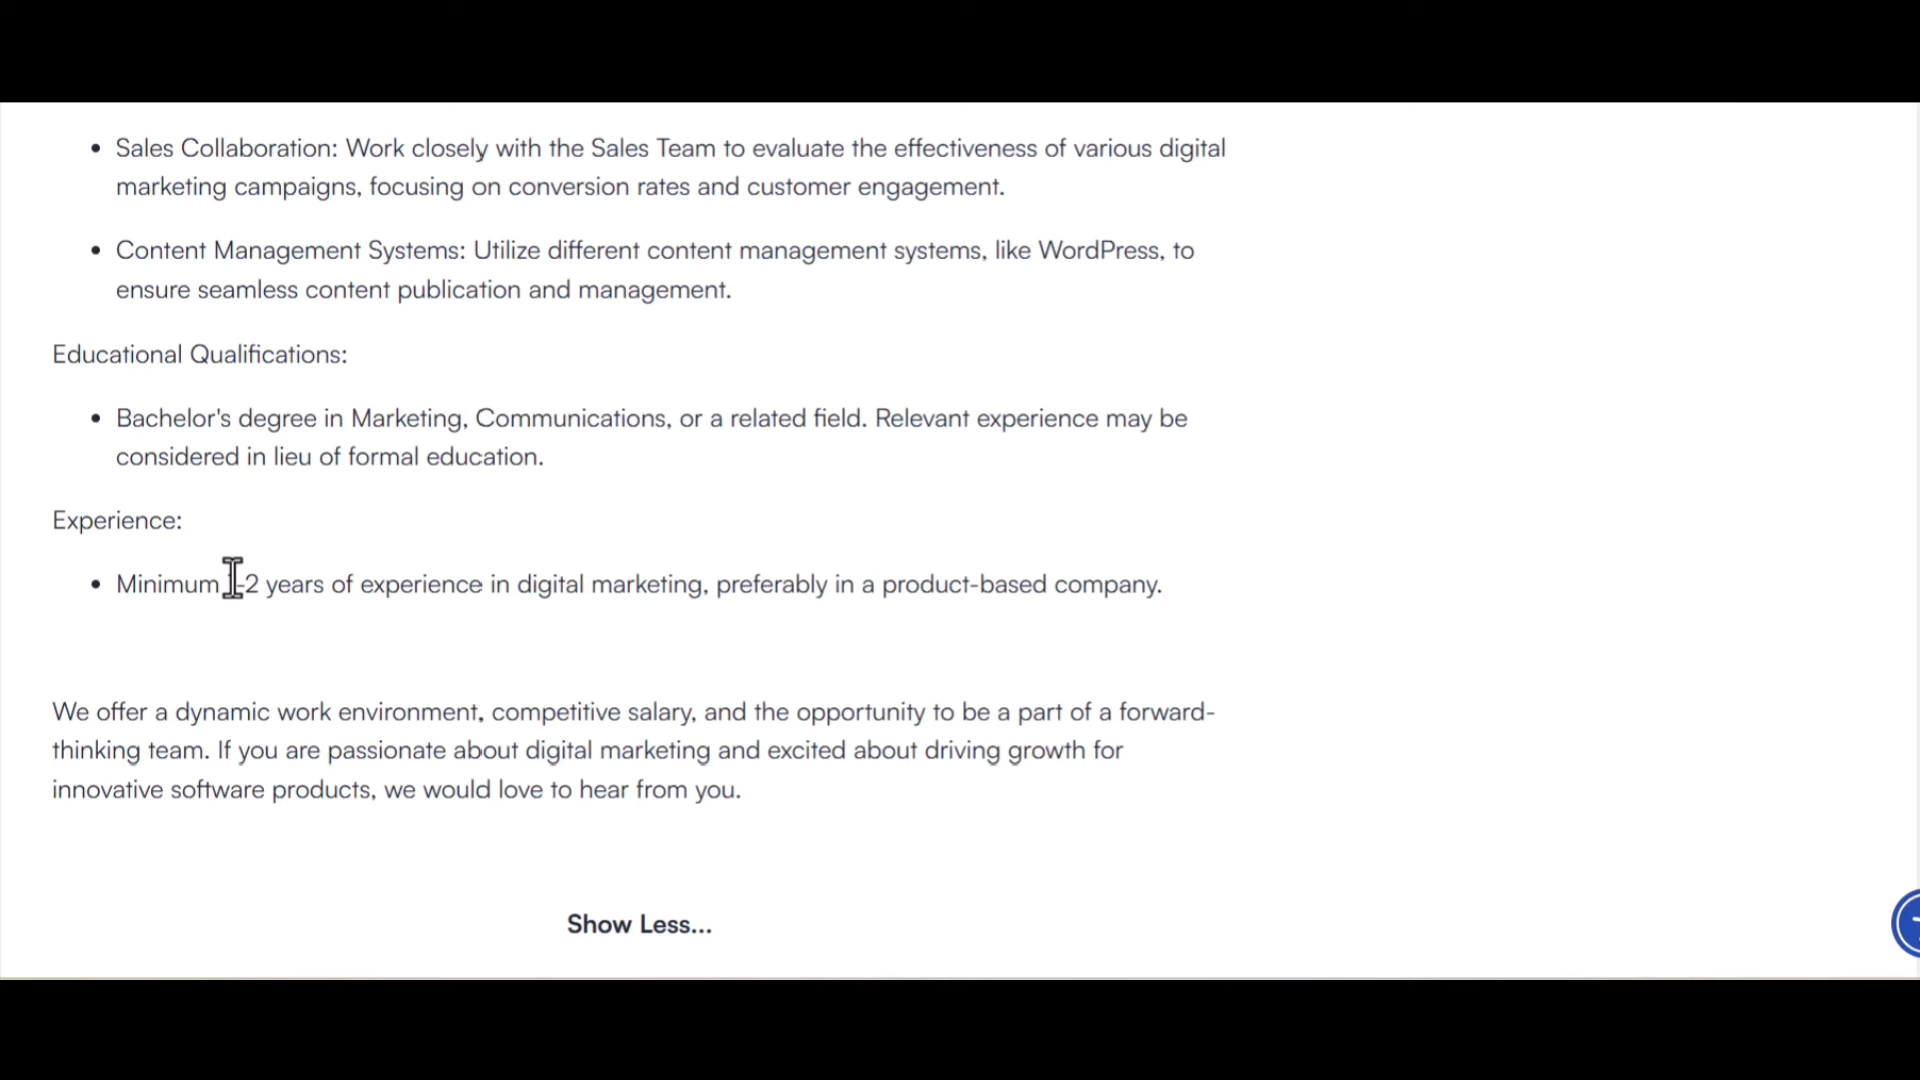 • Sales Collaboration: Work closely with the Sales Team to evaluate the effectiveness of various digital
marketing campaigns, focusing on conversion rates and customer engagement.
• Content Management Systems: Utilize different content management systems, like WordPress, to
ensure seamless content publication and management.
Educational Qualifications:
• Bachelor's degree in Marketing, Communications, or a related field. Relevant experience may be
considered in lieu of formal education.
Experience:
• Minimum -2 years of experience in digital marketing, preferably in a product-based company.
We offer a dynamic work environment, competitive salary, and the opportunity to be a part of a forward-
thinking team. If you are passionate about digital marketing and excited about driving growth for
innovative software products, we would love to hear from you.
Show Less...